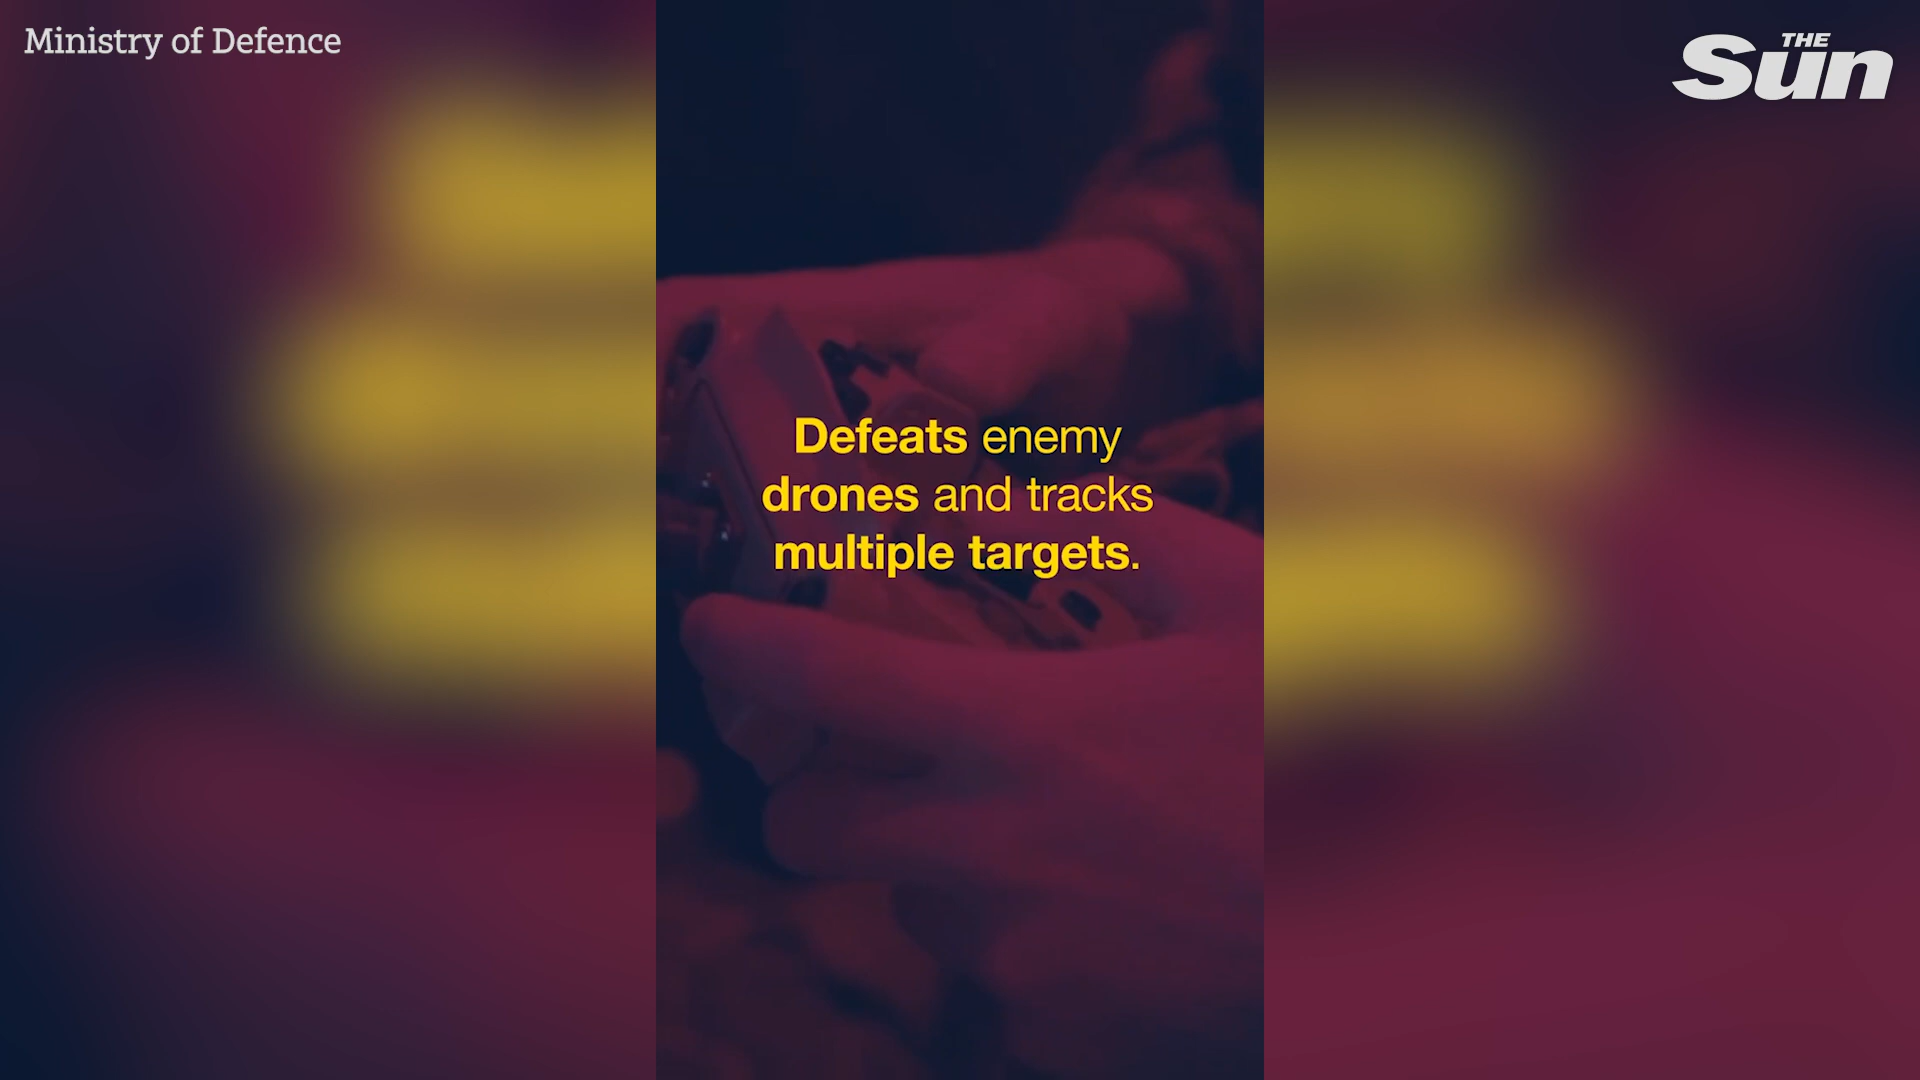 Ministry of Defence
THE
Sun
Defeats enemy
drones and tracks
multiple targets.